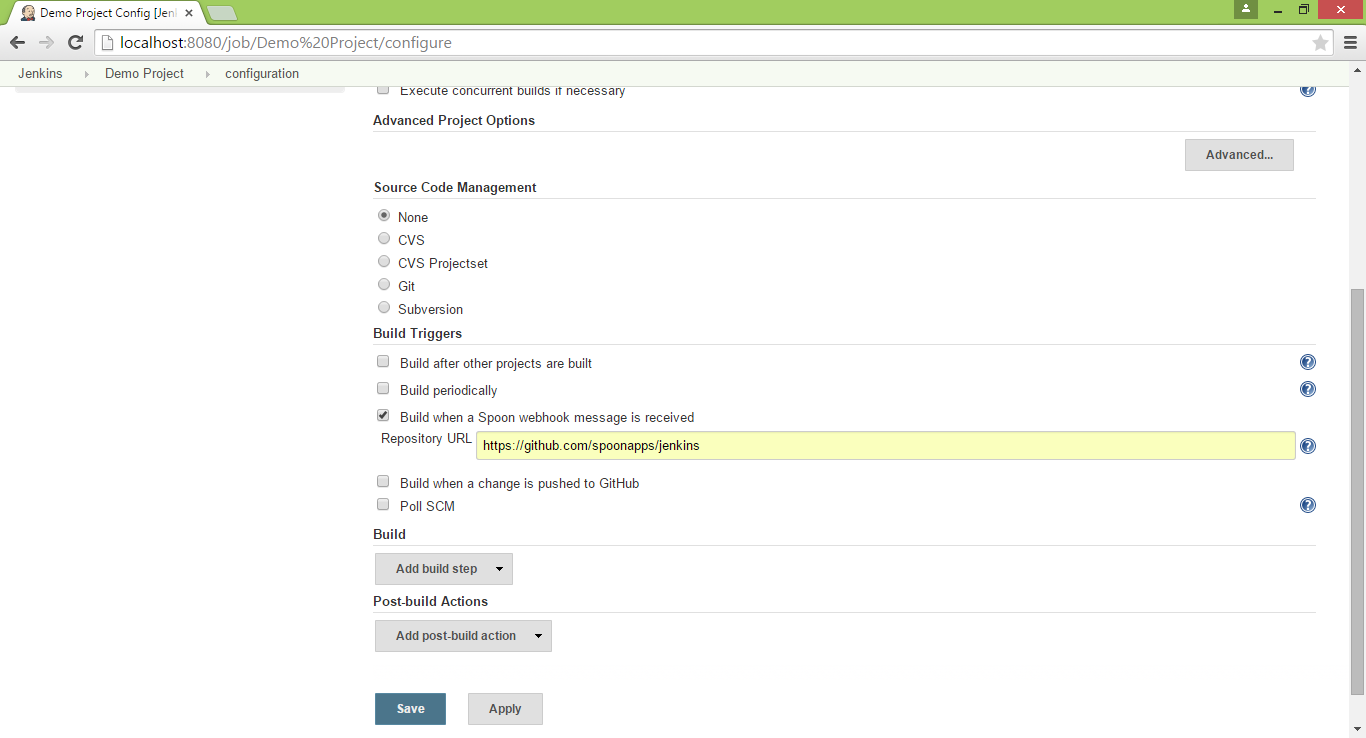 Demo Project Config [Jenk
localhost:8080/job/Demo%20Project/configure
Jenkins Demo Project configuration
Execute concurrent builds if necessary
Advanced Project Options
Advanced...
Source Code Management
None
CVS
CVS Projectset
Git
Subversion
Build Triggers
Build after other projects are built
Build periodically
Build when a Spoon webhook message is received
Repository URL https://github.com/spoonapps/jenkins
Build when a change is pushed to GitHub
Poll SCM
Build
Add build step
Post-build Actions
Add post-build action
Save Apply